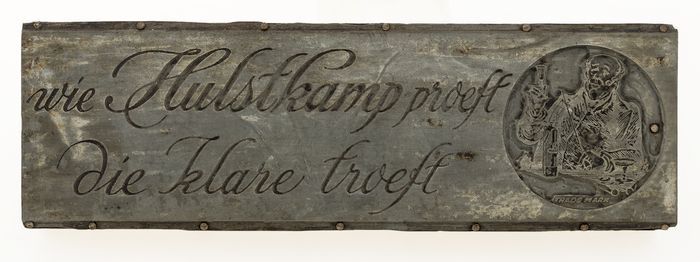 wie Hulstkamp proeft
die klare troeft
TRADE MARK